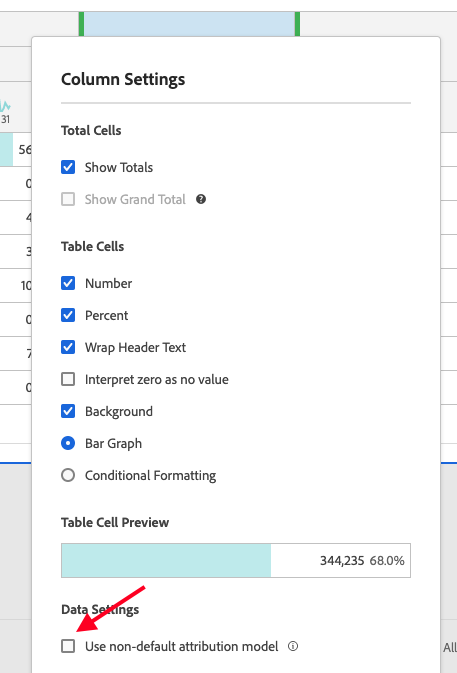 Column Settings
Total Cells
31
Show Totals
56
Show Grand Total
0
4
Table Cells
3
Number
10
Percent
0
Wrap Header Text
7
Interpret zero as no value
0
Background
Bar Graph
Conditional Formatting
Table Cell Preview
344,235 68.0%
Data Settings
Use non-default attribution model
All